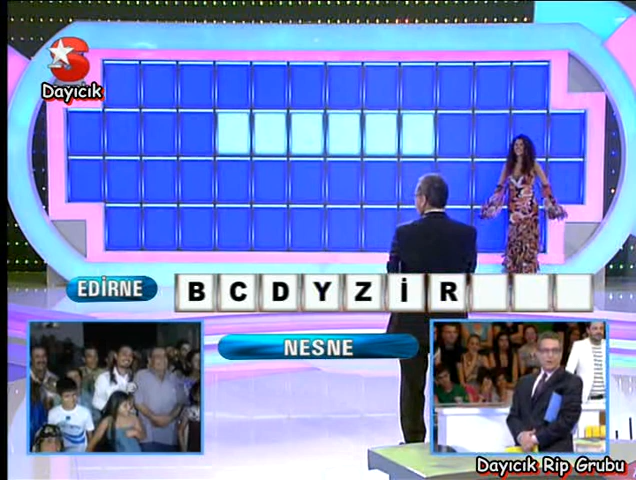 S
Dayıcık
EDİRNE
B C D Y Z İ R
NESNE
Dayıcık Rip Grubu